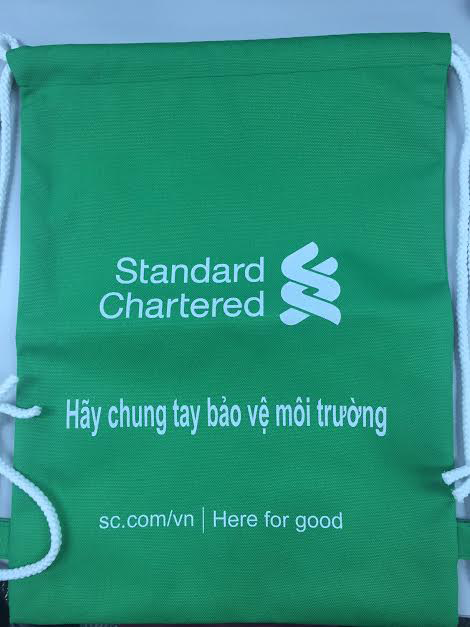 Standard
Chartered
Hãy chung tay bảo vệ môi trường
sc.com/vn | Here for good